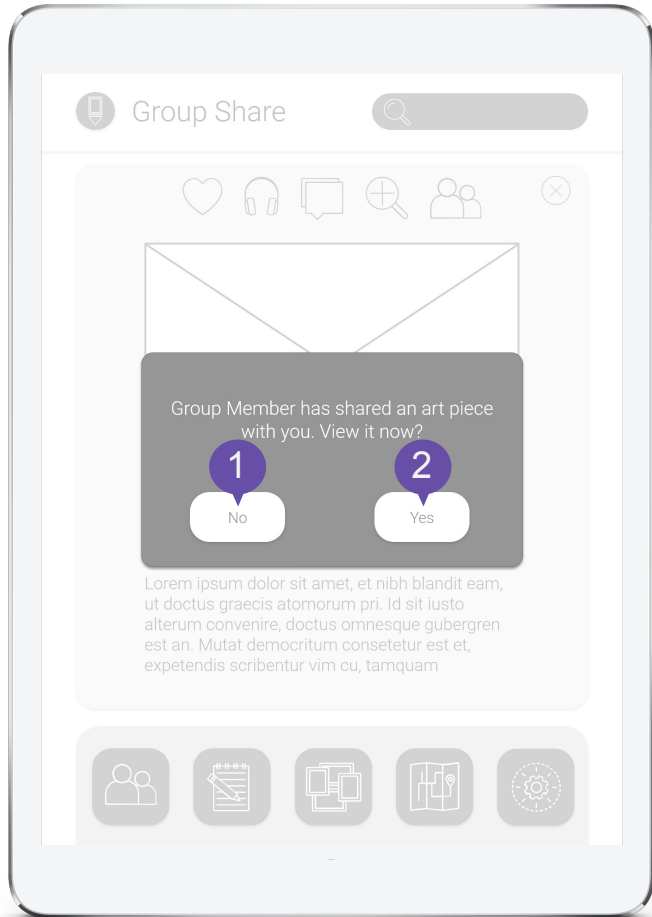 Group Share
Group Member has shared an art piece
with you. View it now?
1
2
No
Yes
Lorem ipsum dolor sit amet, et nibh blandit eam,
ut doctus graecis atomorum pri. Id sit iusto
alterum convenire, doctus omnesque gubergren
est an. Mutat democritum consetetur est et,
expetendis scribentur vim cu, tamquam